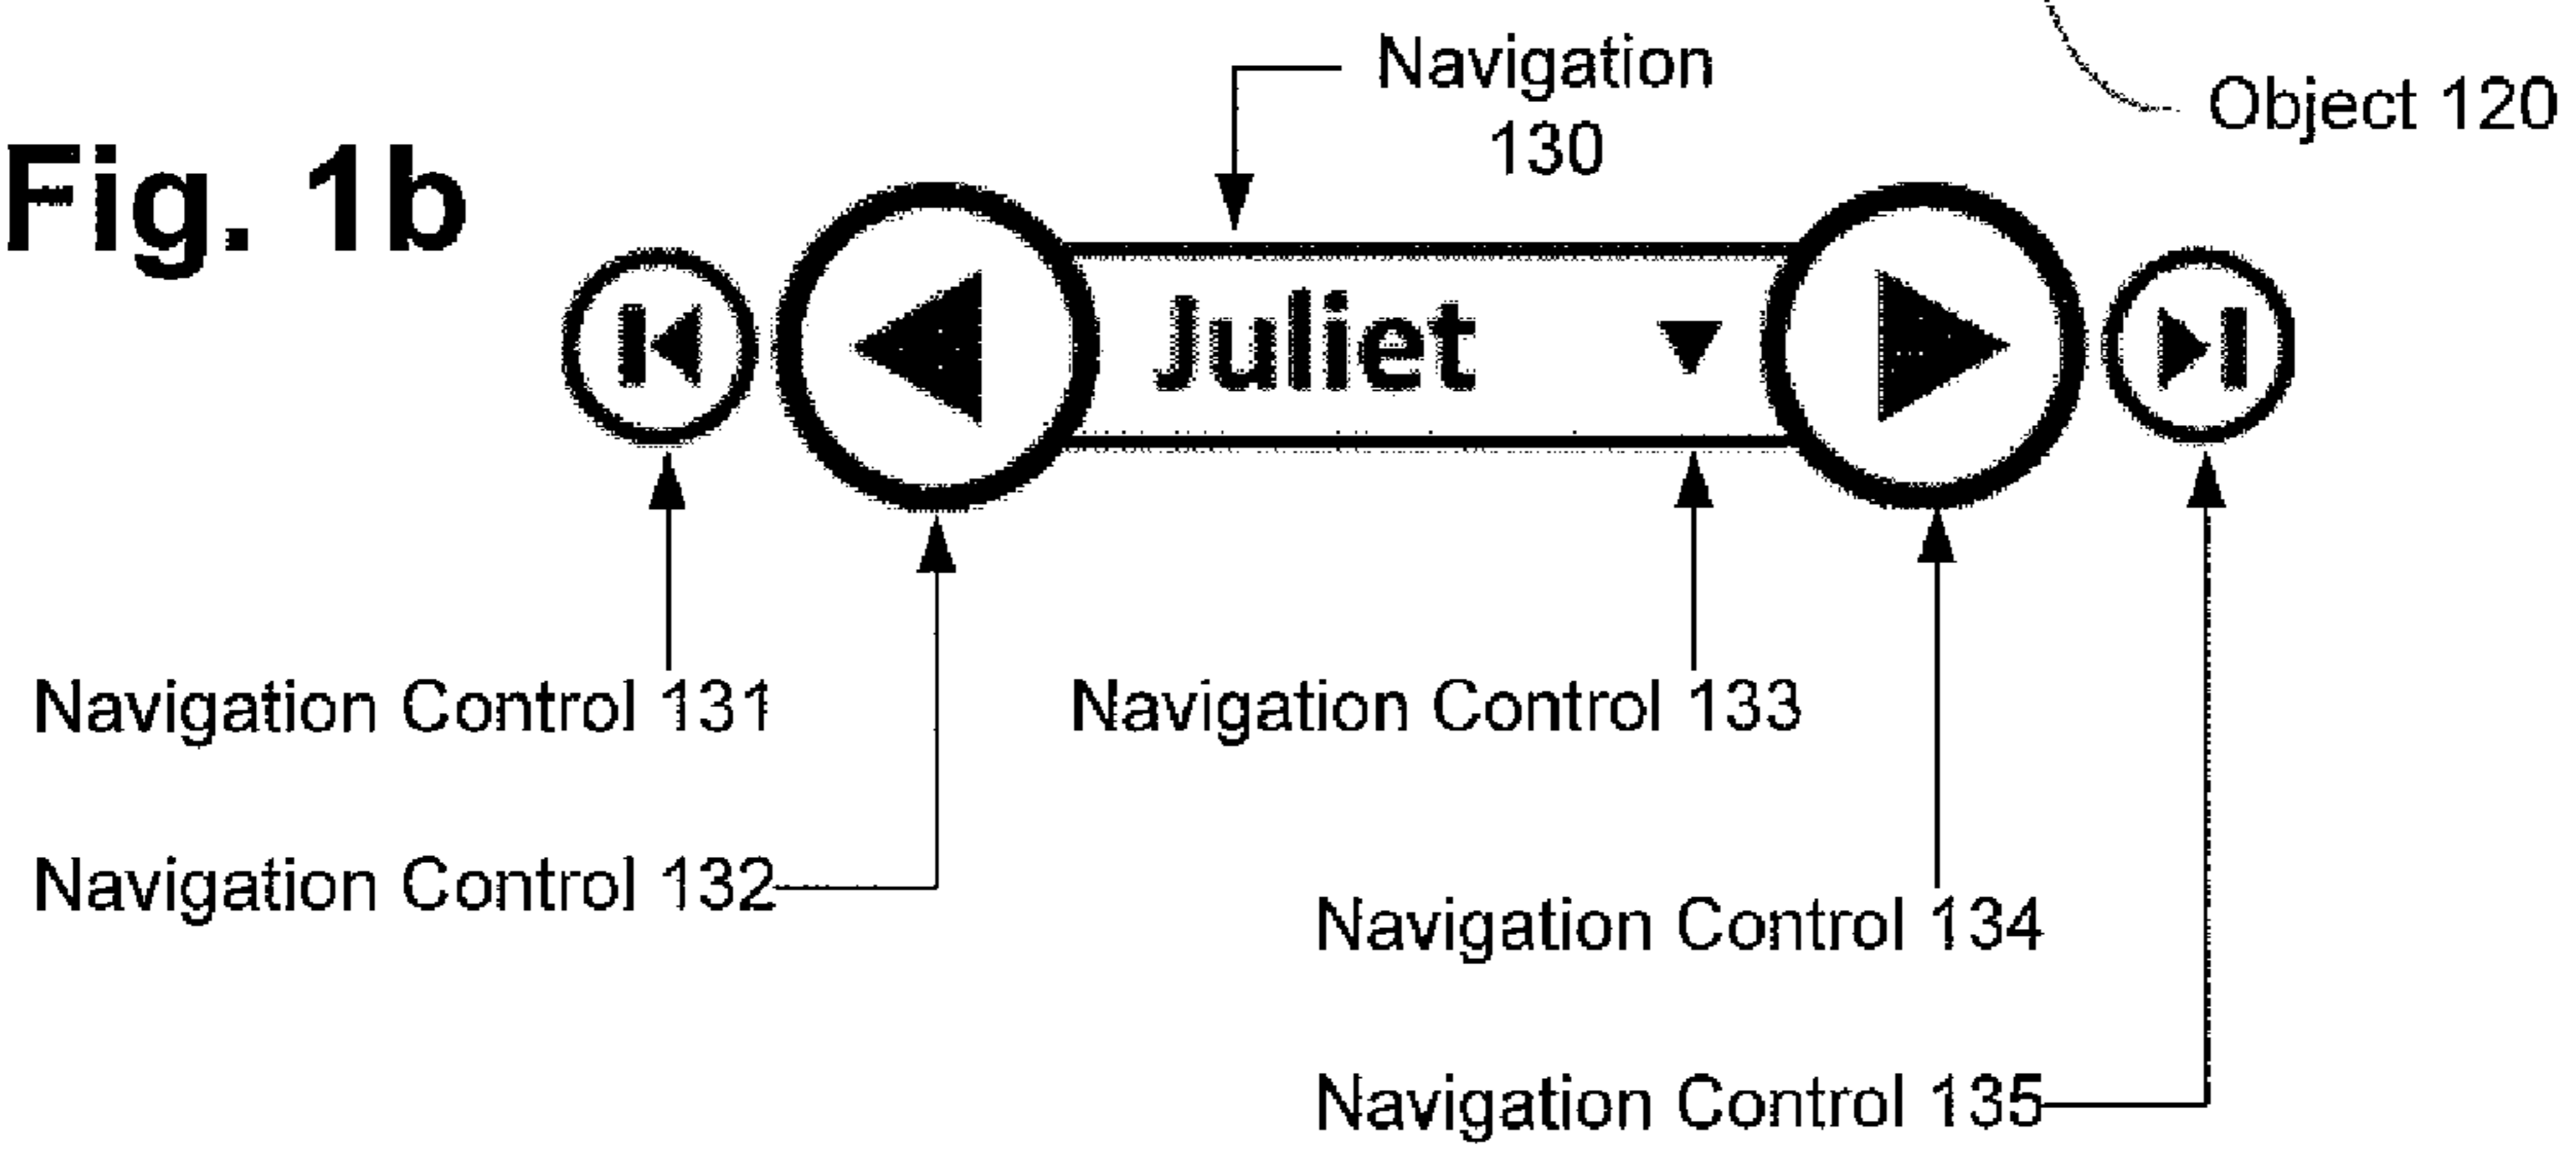 Navigation
130
Object 120
Fig. 1b
Juliet
Navigation Control 131
Navigation Control 133
Navigation Control 132
Navigation Control 134
Navigation Control 135